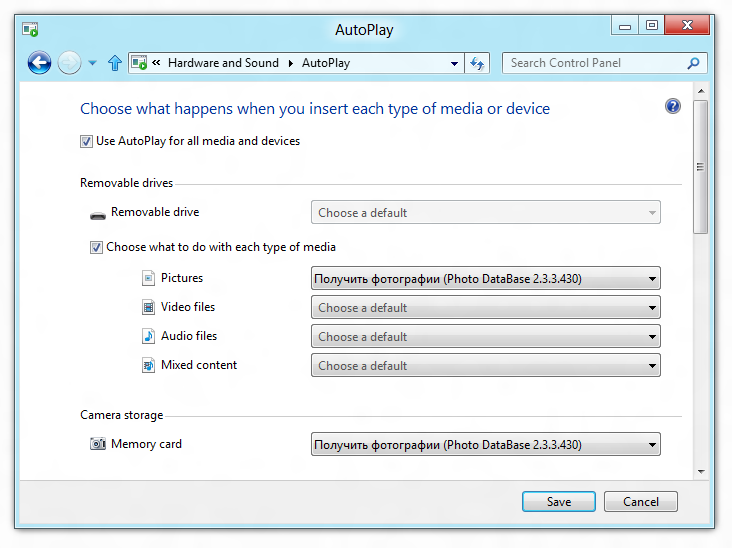 AutoPlay
« Hardware and Sound AutoPlay Search Control Panel
Choose what happens when you insert each type of media or device
Use AutoPlay for all media and devices
Removable drives
Removable drive Choose a default
Choose what to do with each type of media
Pictures Получить фотографии (Photo DataBase 2.3.3.430)
Video files Choose a default
Audio files Choose a default
Mixed content Choose a default
Camera storage
Memory card Получить фотографии (Photo DataBase 2.3.3.430)
Save Cancel